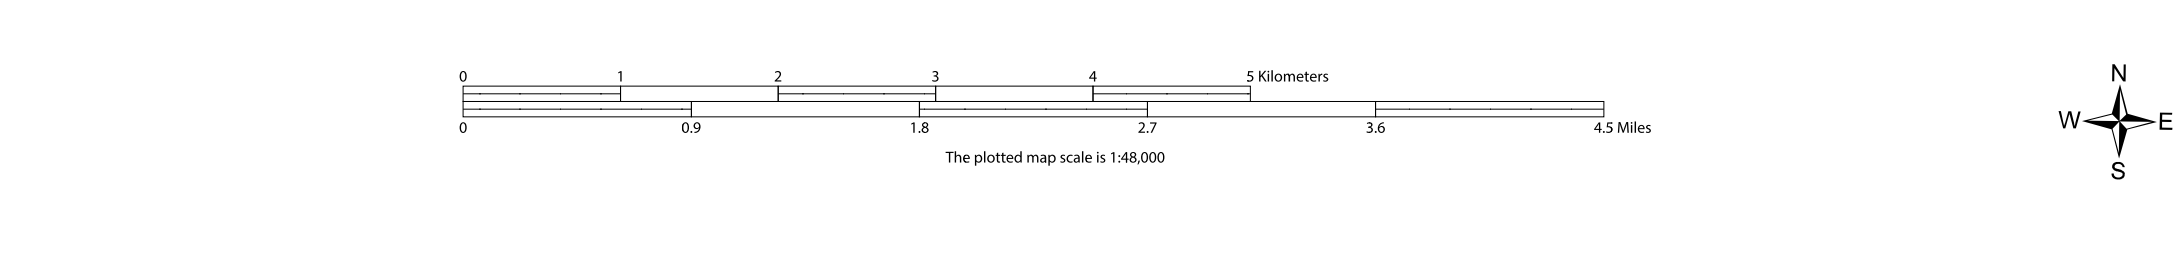 0 1 2 3 4 5 Kilometers
0 0.9 1.8 2.7 3.6 4.5 Miles
The plotted map scale is 1:48,000
N
W E
S